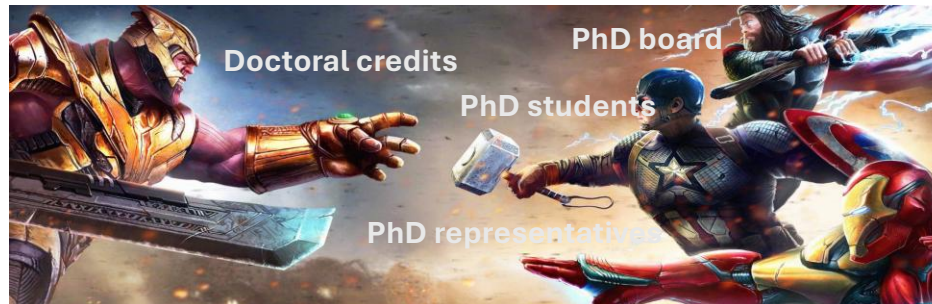 PhD board
Doctoral credits
PhD students
PhD representatives